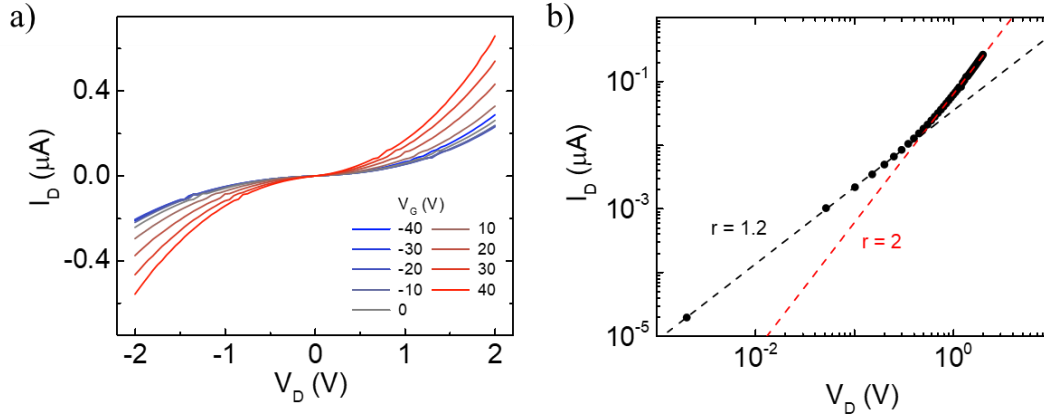 a)
I_D (μA)
0.4
0.0
-0.4
-2
-1
0
1
2
V_D (V)
V_G (V)
-40 10
-30 20
-20 30
-10 40
0
b)
I_D (μA)
10^-1
10^-3
10^-5
10^-2
10^0
V_D (V)
r = 1.2
r = 2